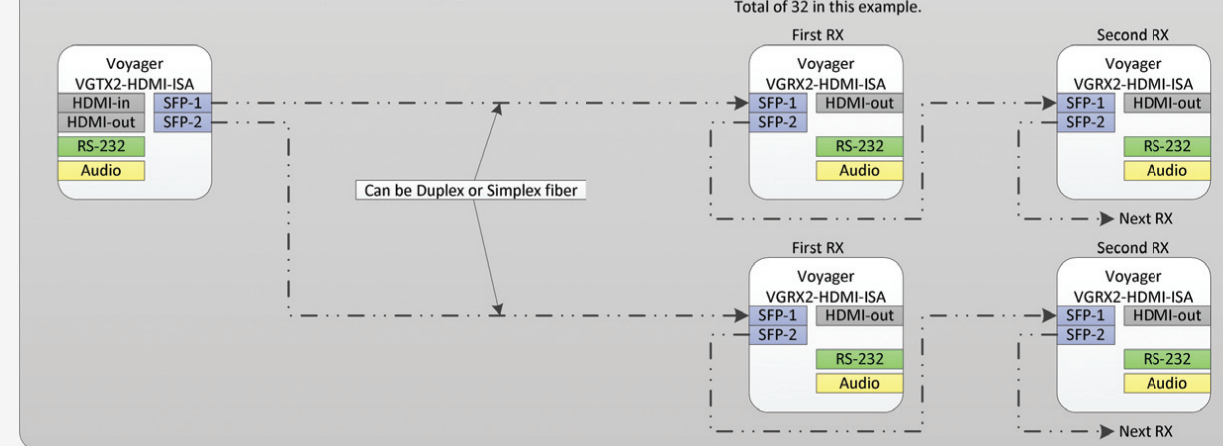 Total of 32 in this example.
First RX
Second RX
Voyager
VGTX2-HDMI-ISA
HDMI-in
SFP-1
HDMI-out
SFP-2
RS-232
Audio
Voyager
VGRX2-HDMI-ISA
SFP-1
HDMI-out
SFP-2
RS-232
Audio
Voyager
VGRX2-HDMI-ISA
SFP-1
HDMI-out
SFP-2
RS-232
Audio
Can be Duplex or Simplex fiber
Next RX
First RX
Second RX
Voyager
VGRX2-HDMI-ISA
SFP-1
HDMI-out
SFP-2
RS-232
Audio
Voyager
VGRX2-HDMI-ISA
SFP-1
HDMI-out
SFP-2
RS-232
Audio
Next RX